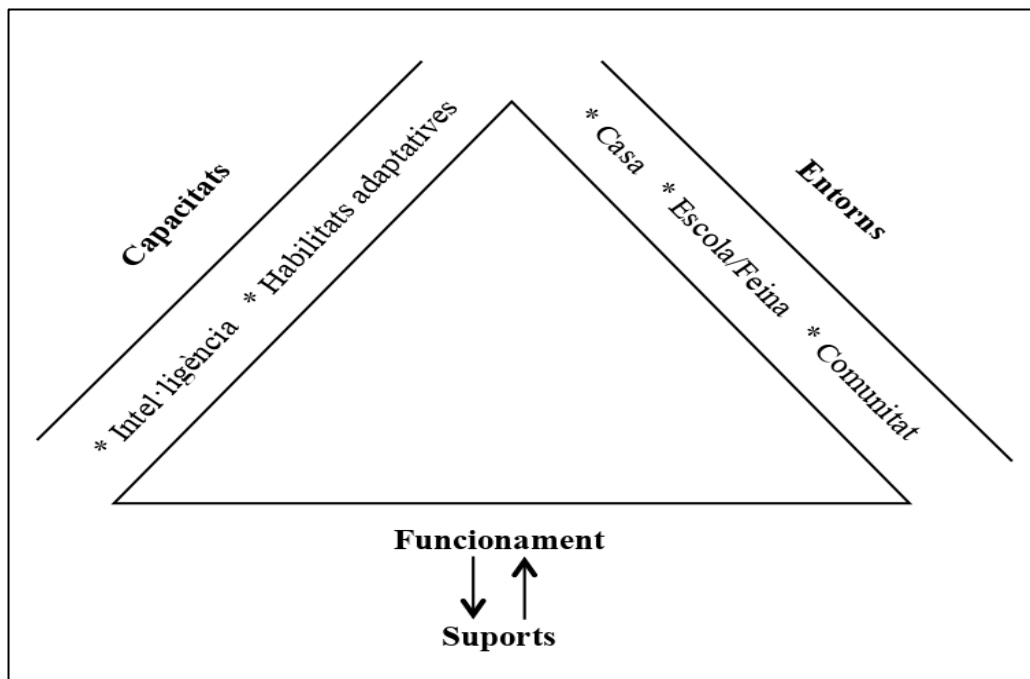 Capacitats
* Intel·ligència * Habilitats adaptatives
Entorns
* Casa * Escola/Feina * Comunitat
Funcionament
Suports